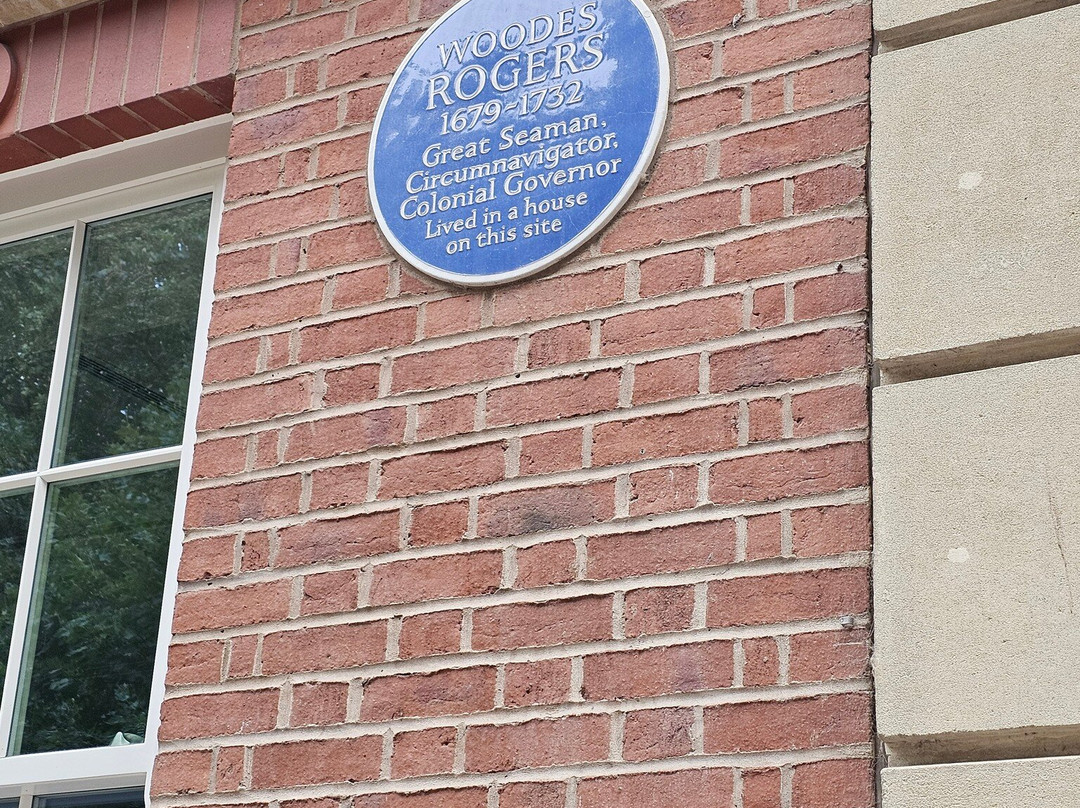 WOODES
ROGERS
1679-1732
Great Seaman,
Circumnavigator,
Colonial Governor
Lived in a house
on this site